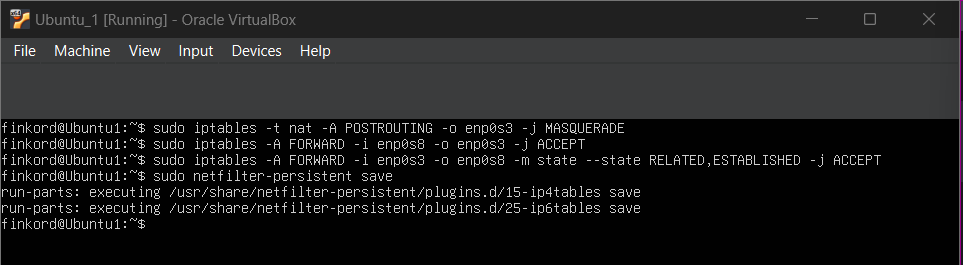 Ubuntu_1 [Running] - Oracle VirtualBox
File Machine View Input Devices Help
finkord@Ubuntu1:~$ sudo iptables -t nat -A POSTROUTING -o enp0s3 -j MASQUERADE
finkord@Ubuntu1:~$ sudo iptables -A FORWARD -i enp0s8 -o enp0s3 -j ACCEPT
finkord@Ubuntu1:~$ sudo iptables -A FORWARD -i enp0s3 -o enp0s8 -m state --state RELATED,ESTABLISHED -j ACCEPT
finkord@Ubuntu1:~$ sudo netfilter-persistent save
run-parts: executing /usr/share/netfilter-persistent/plugins.d/15-ip4tables save
run-parts: executing /usr/share/netfilter-persistent/plugins.d/25-ip6tables save
finkord@Ubuntu1:~$